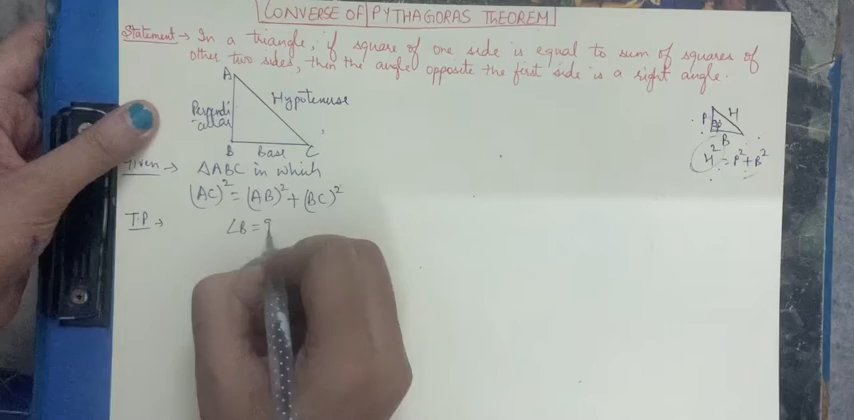 CONVERSE OF PYTHAGORAS THEOREM
Statement → In a triangle, if square of one side is equal to sum of squares of
other two sides, then the angle opposite the first side is a right angle.
A
Hypotenuse
Perpendi
-cular
B Base C
P H
B
H² = P² + B²
Given → ΔABC in which
(AC)² = (AB)² + (BC)²
T.P → ∠B = 9